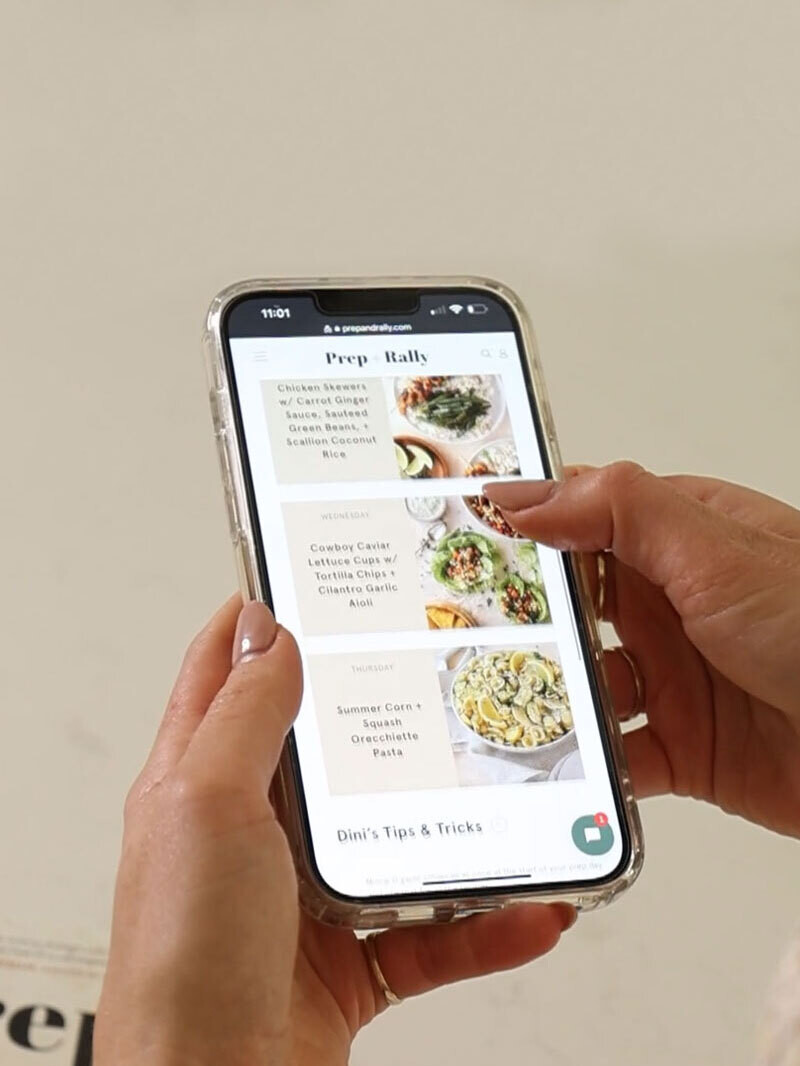 11:01
prepandrally.com
Prep + Rally
Chicken Skewers
w/ Carrot Ginger
Sauce, Sauteed
Green Beans, +
Scallion Coconut
Rice
WEDNESDAY
Cowboy Caviar
Lettuce Cups w/
Tortilla Chips +
Cilantro Garlic
Aioli
THURSDAY
Summer Corn +
Squash
Orecchiette
Pasta
Dini's Tips & Tricks
1
rep